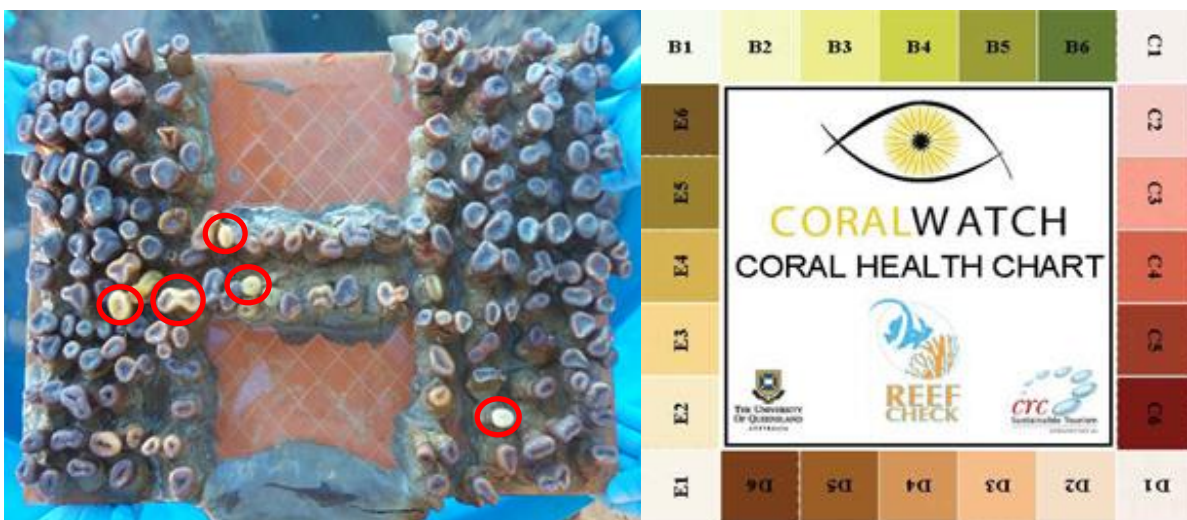 B1 B2 B3 B4 B5 B6 C1
E6 C2
E5 C3
E4 C4
E3 C5
E2 C6
E1 D6 D5 D4 D3 D2 D1
CORALWATCH
CORAL HEALTH CHART
REEF
CHECK
THE UNIVERSITY
OF QUEENSLAND
AUSTRALIA
crc
Sustainable Tourism